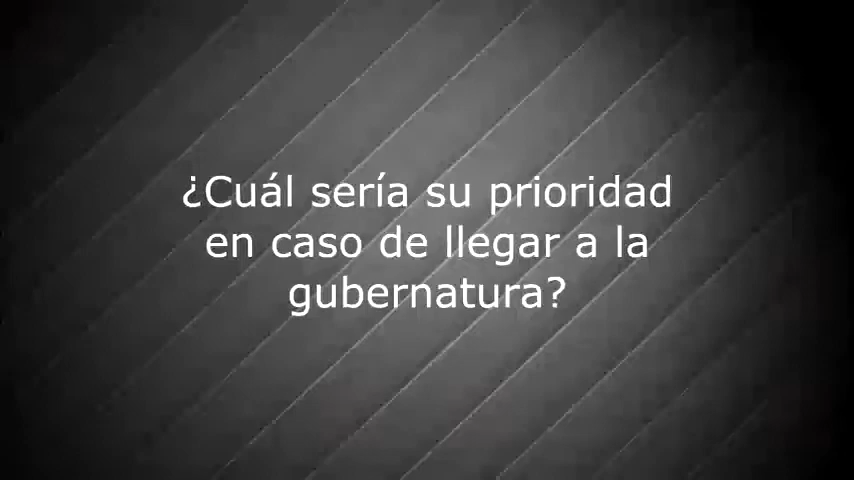 ¿Cuál sería su prioridad
en caso de llegar a la
gubernatura?